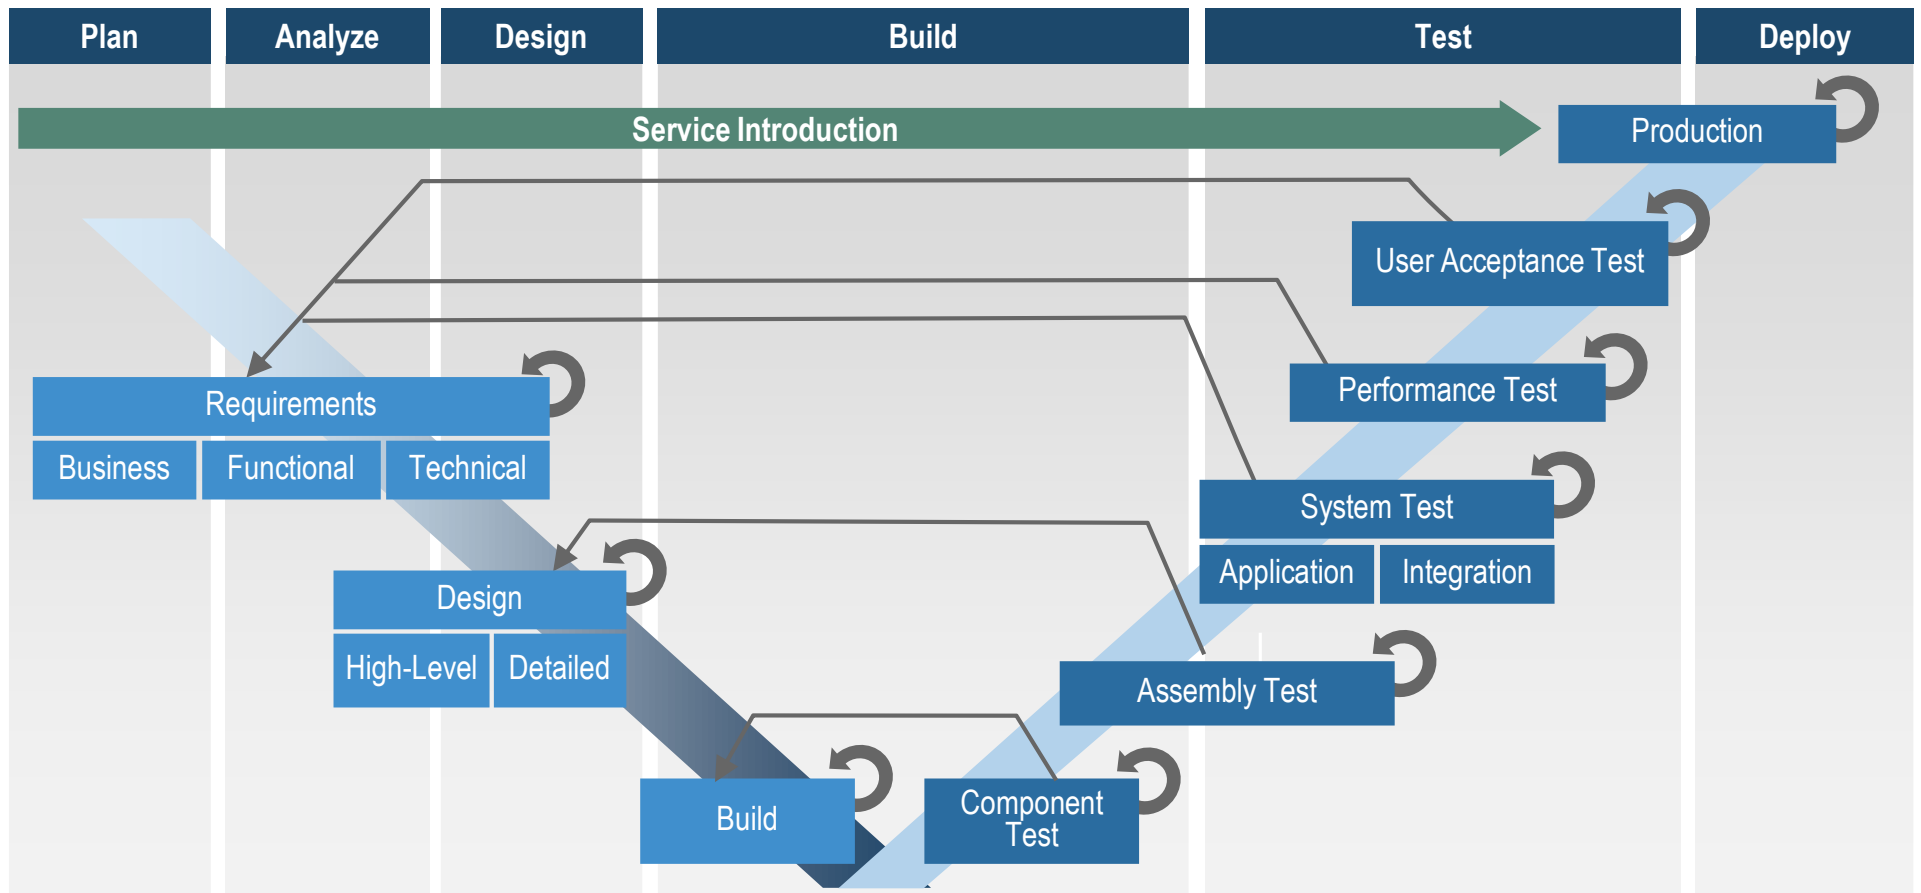 Plan
Analyze
Design
Build
Test
Deploy
Service Introduction
Production
User Acceptance Test
Requirements
Business
Functional
Technical
Performance Test
System Test
Application
Integration
Design
High-Level
Detailed
Assembly Test
Build
Component
Test